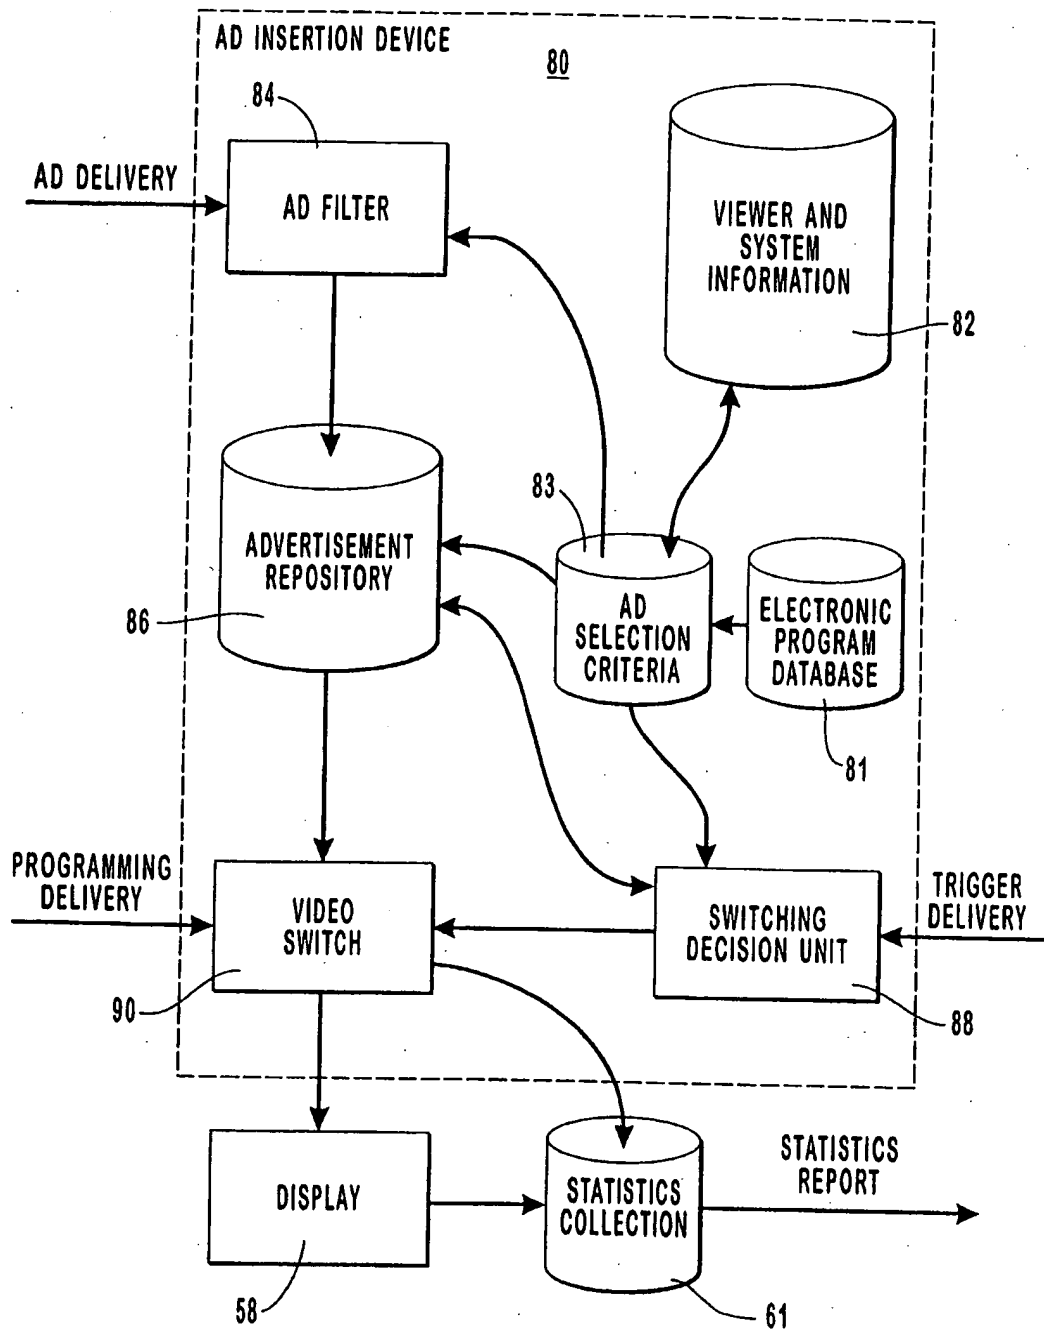 AD INSERTION DEVICE
80
84
AD DELIVERY
AD FILTER
VIEWER AND
SYSTEM
INFORMATION
82
83
ADVERTISEMENT
REPOSITORY
86
AD
SELECTION
CRITERIA
ELECTRONIC
PROGRAM
DATABASE
81
PROGRAMMING
DELIVERY
VIDEO
SWITCH
90
SWITCHING
DECISION UNIT
88
TRIGGER
DELIVERY
DISPLAY
58
STATISTICS
COLLECTION
61
STATISTICS
REPORT